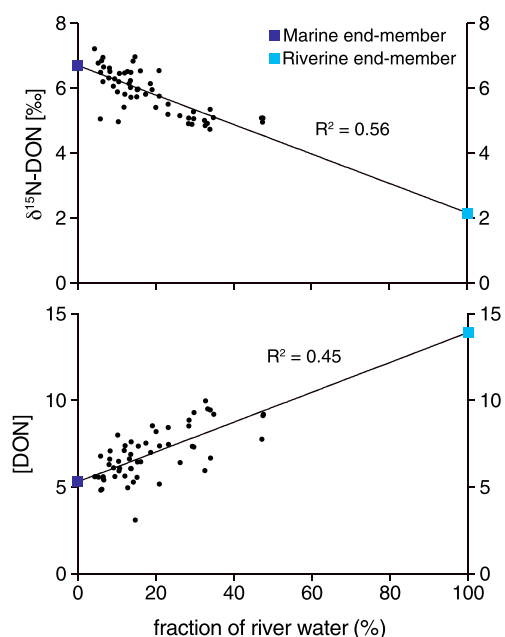 8
8
Marine end-member
Riverine end-member
6
6
R² = 0.56
4
4
2
2
0
0
δ¹⁵N-DON [‰]
15
15
R² = 0.45
10
10
5
5
0
0
[DON]
0 20 40 60 80 100
fraction of river water (%)